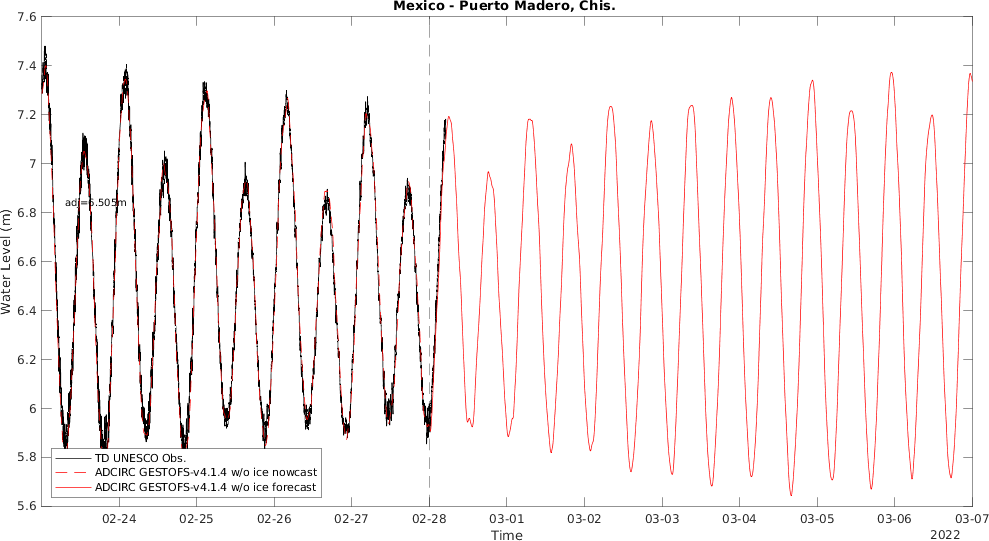 Mexico - Puerto Madero, Chis.
7.6
7.4
7.2
7
6.8
6.6
6.4
6.2
6
5.8
5.6
Water Level (m)
adj=6.505m
TD UNESCO Obs.
ADCIRC GESTOFS-v4.1.4 w/o ice nowcast
ADCIRC GESTOFS-v4.1.4 w/o ice forecast
02-24 02-25 02-26 02-27 02-28 03-01 03-02 03-03 03-04 03-05 03-06 03-07
Time
2022